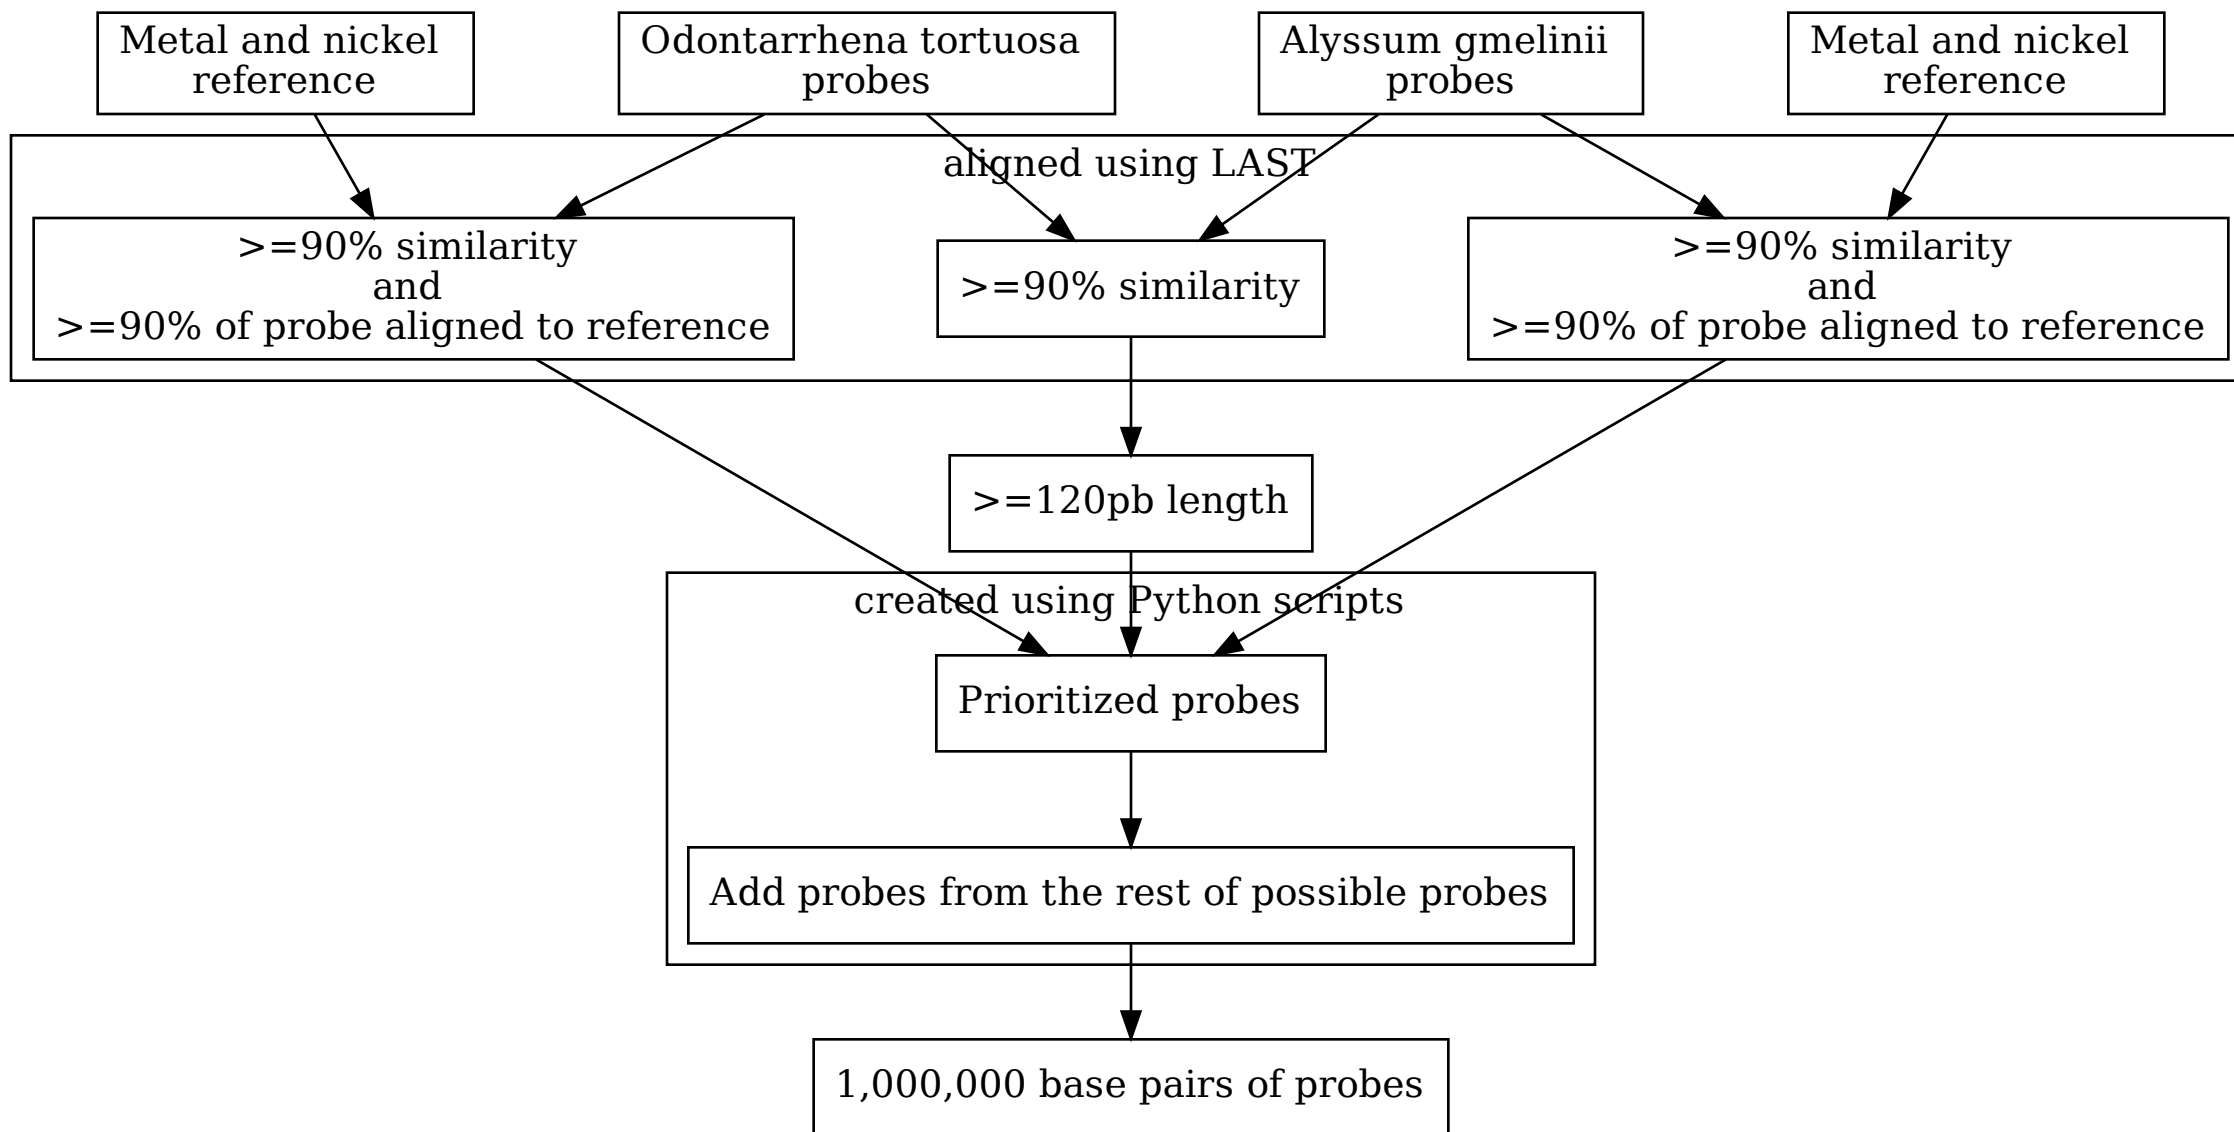 Metal and nickel
reference
Odontarrhena tortuosa
probes
Alyssum gmelinii
probes
Metal and nickel
reference
aligned using LAST
>=90% similarity
and
>=90% of probe aligned to reference
>=90% similarity
>=90% similarity
and
>=90% of probe aligned to reference
>=120pb length
created using Python scripts
Prioritized probes
Add probes from the rest of possible probes
1,000,000 base pairs of probes